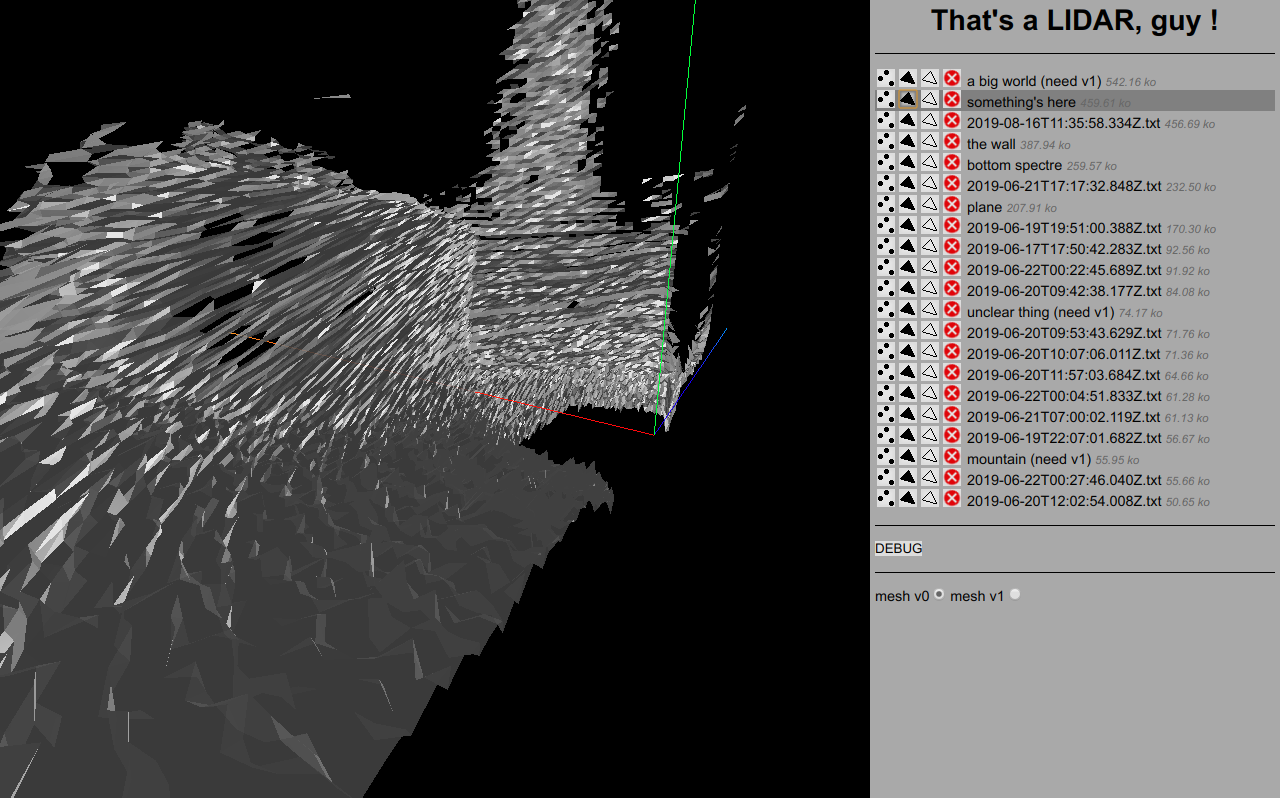 That's a LIDAR, guy !
a big world (need v1) 542.16 ko
something's here 459.61 ko
2019-08-16T11:35:58.334Z.txt 456.69 ko
the wall 387.94 ko
bottom spectre 259.57 ko
2019-06-21T17:17:32.848Z.txt 232.50 ko
plane 207.91 ko
2019-06-19T19:51:00.388Z.txt 170.30 ko
2019-06-17T17:50:42.283Z.txt 92.56 ko
2019-06-22T00:22:45.689Z.txt 91.92 ko
2019-06-20T09:42:38.177Z.txt 84.08 ko
unclear thing (need v1) 74.17 ko
2019-06-20T09:53:43.629Z.txt 71.76 ko
2019-06-20T10:07:06.011Z.txt 71.36 ko
2019-06-20T11:57:03.684Z.txt 64.66 ko
2019-06-22T00:04:51.833Z.txt 61.28 ko
2019-06-21T07:00:02.119Z.txt 61.13 ko
2019-06-19T22:07:01.682Z.txt 56.67 ko
mountain (need v1) 55.95 ko
2019-06-22T00:27:46.040Z.txt 55.66 ko
2019-06-20T12:02:54.008Z.txt 50.65 ko
DEBUG
mesh v0 mesh v1